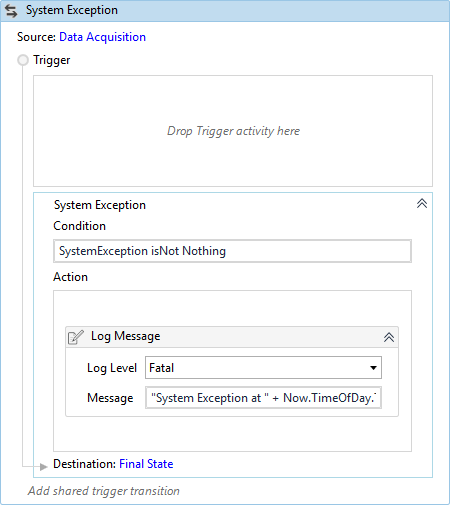 System Exception
Source: Data Acquisition
Trigger
Drop Trigger activity here
System Exception
Condition
SystemException isNot Nothing
Action
Log Message
Log Level Fatal
Message "System Exception at " + Now.TimeOfDay.
Destination: Final State
Add shared trigger transition